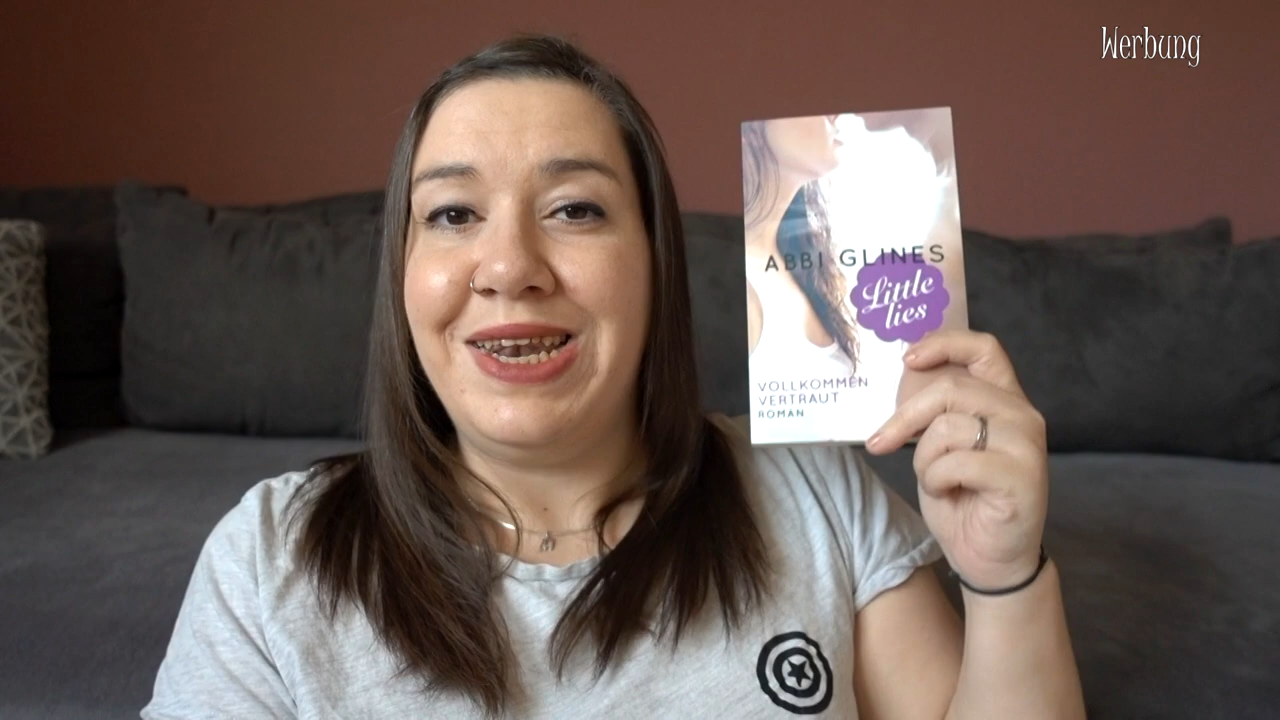 Werbung
ABBI GLINES
Little
lies
VOLLKOMMEN
VERTRAUT
ROMAN